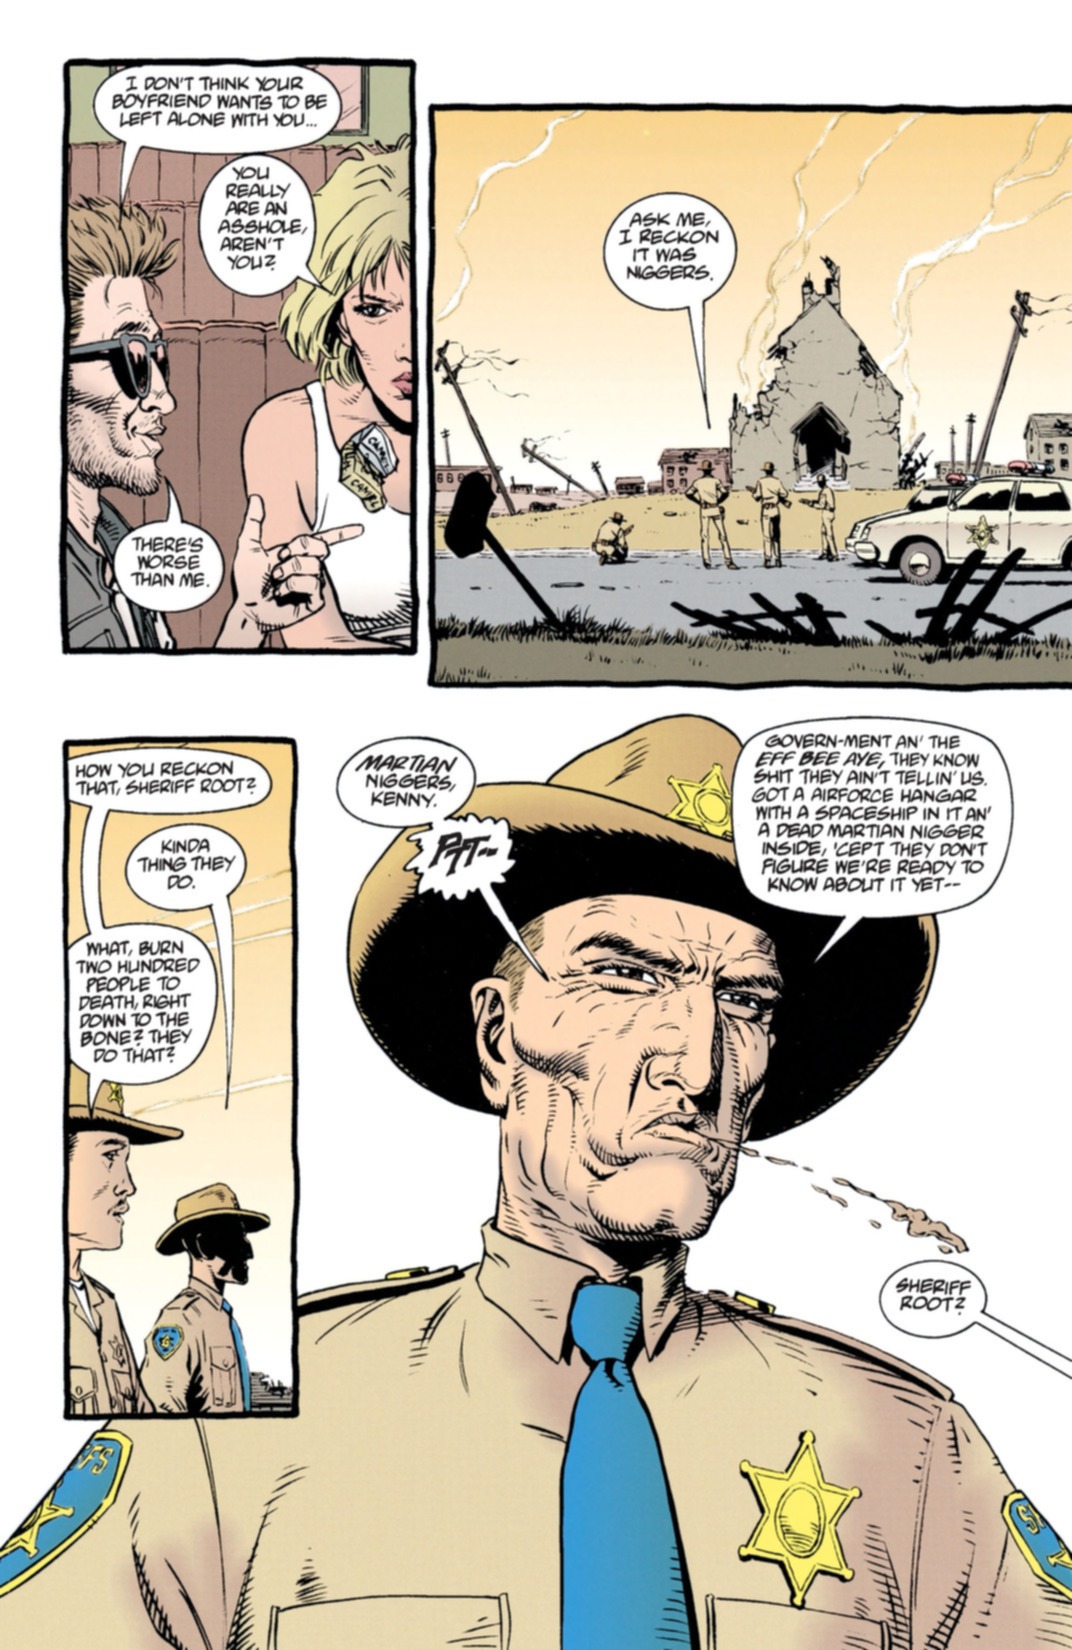 I DON'T THINK YOUR
BOYFRIEND WANTS TO BE
LEFT ALONE WITH YOU...
YOU
REALLY
ARE AN
ASSHOLE,
AREN'T
YOU?
CAMEL
CAMEL
THERE'S
WORSE
THAN ME.
ASK ME,
I RECKON
IT WAS
NIGGERS.
HOW YOU RECKON
THAT, SHERIFF ROOT?
KINDA
THING THEY
DO.
WHAT, BURN
TWO HUNDRED
PEOPLE TO
DEATH, RIGHT
DOWN TO THE
BONE? THEY
DO THAT?
MARTIAN
NIGGERS,
KENNY.
PTT--
GOVERN-MENT AN' THE
EFF BEE AYE, THEY KNOW
SHIT THEY AIN'T TELLIN' US.
GOT A AIRFORCE HANGAR
WITH A SPACESHIP IN IT AN'
A DEAD MARTIAN NIGGER
INSIDE, 'CEPT THEY DON'T
FIGURE WE'RE READY TO
KNOW ABOUT IT YET--
SHERIFF
ROOT?